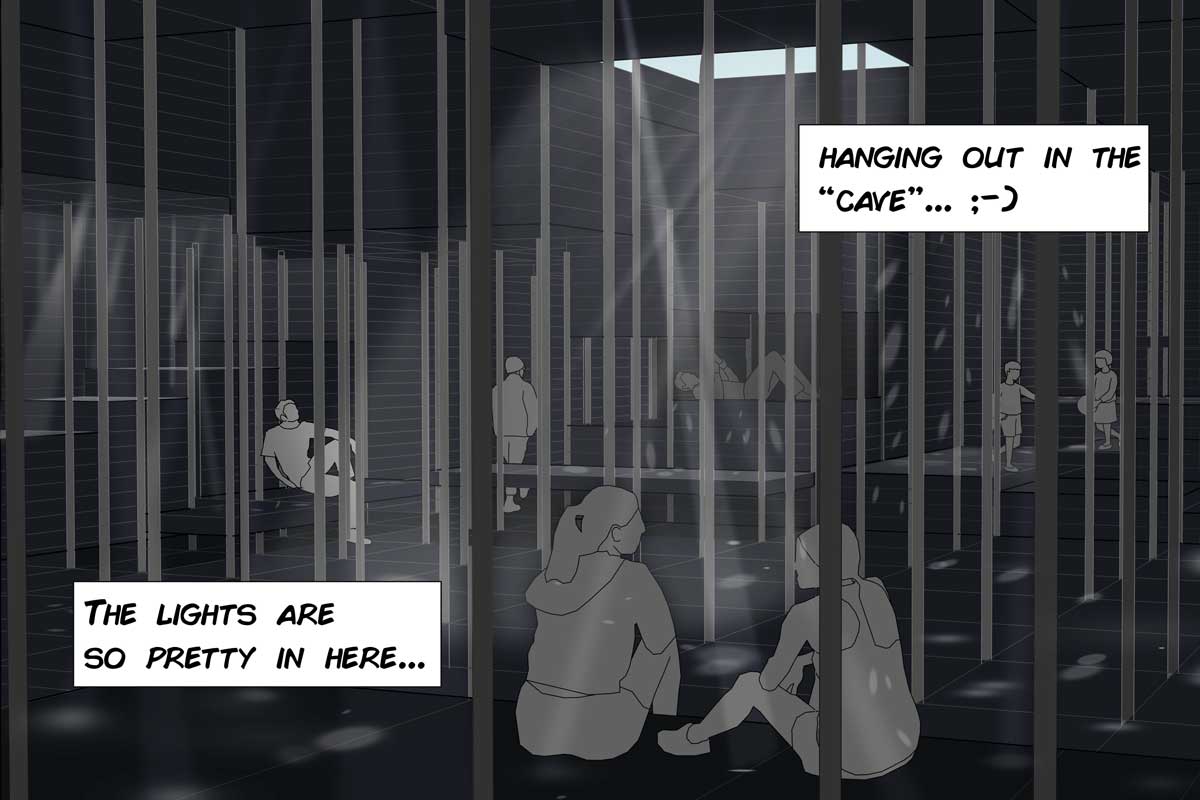 HANGING OUT IN THE
“CAVE”... ;-)
THE LIGHTS ARE
SO PRETTY IN HERE...